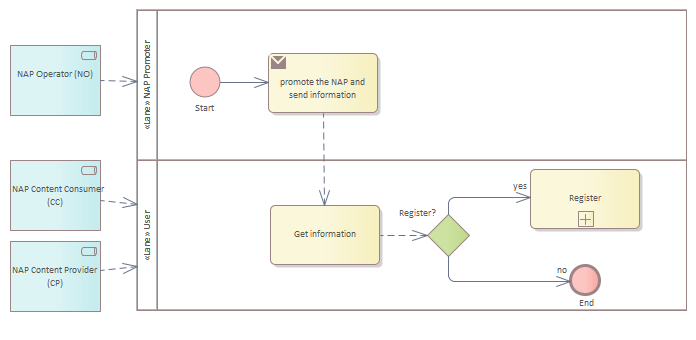 NAP Operator (NO)
«Lane» NAP Promoter
Start
promote the NAP and
send information
NAP Content Consumer
(CC)
NAP Content Provider
(CP)
«Lane» User
Get information
Register?
yes
Register
no
End